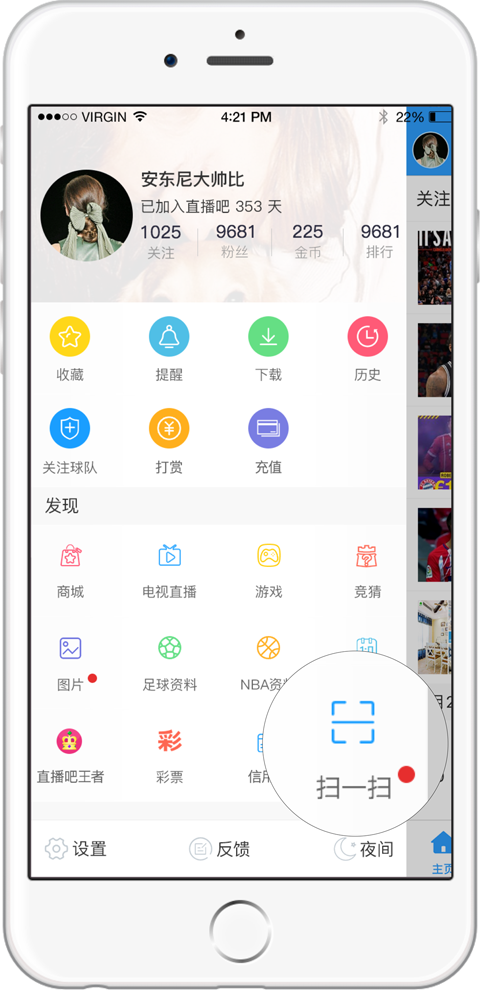 VIRGIN 4:21 PM 22%
安东尼大帅比
已加入直播吧 353 天
1025 9681 225 9681
关注 粉丝 金币 排行
关注
收藏 提醒 下载 历史
关注球队 打赏 充值
发现
商城 电视直播 游戏 竞猜
图片 足球资料 NBA资
直播吧王者 彩票 信用
扫一扫
设置 反馈 夜间
主页